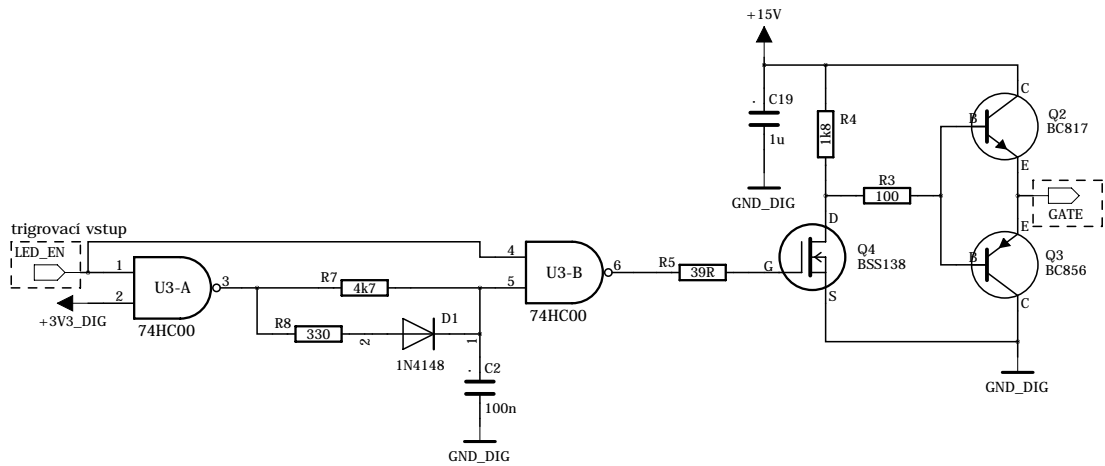 +15V
C19
1u
GND_DIG
R4
1k8
C
B
Q2
BC817
E
R3
100
GATE
E
B
Q3
BC856
C
GND_DIG
D
Q4
BSS138
G
S
trigrovací vstup
LED_EN
1
2
+3V3_DIG
U3-A
3
74HC00
R7
4k7
R8
330
2
D1
1
1N4148
C2
100n
GND_DIG
4
5
U3-B
6
74HC00
R5
39R